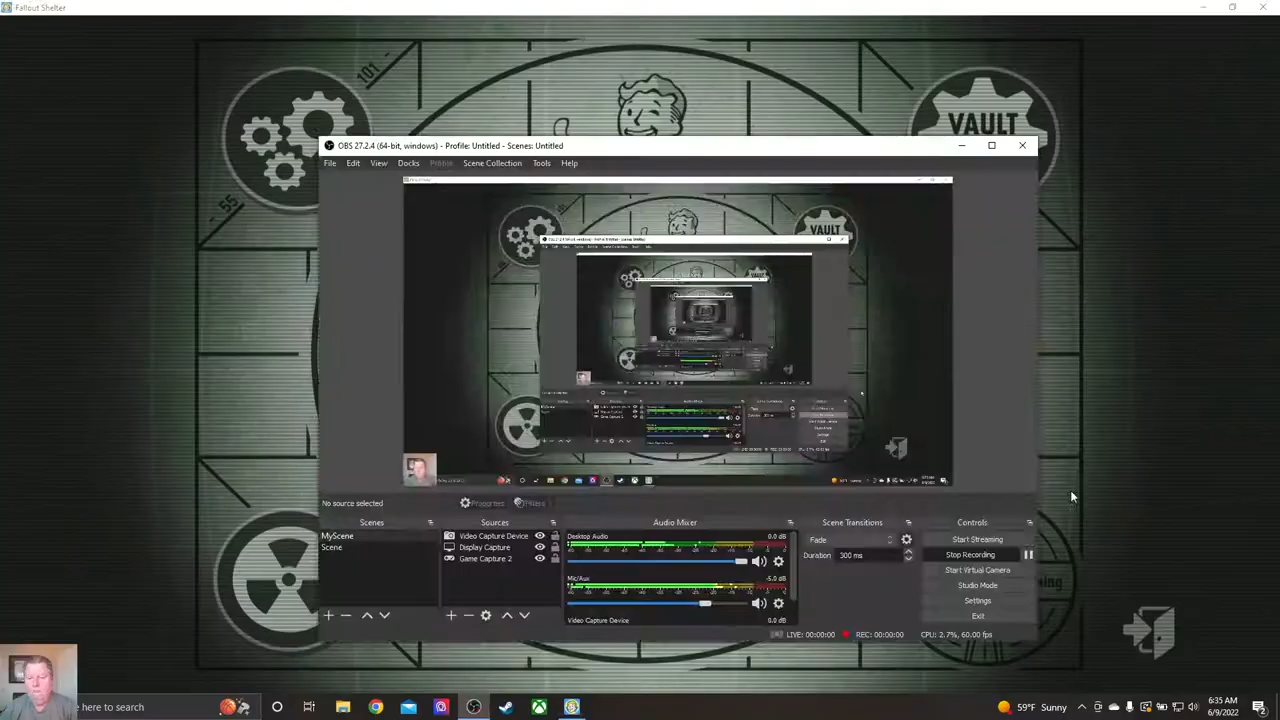 Fallout Shelter
101
55
VAULT
OBS 27.2.4 (64-bit, windows) - Profile: Untitled - Scenes: Untitled
File Edit View Docks Profile Scene Collection Tools Help
VAULT
VAULT
No source selected
Properties
Filters
Scenes
MyScene
Scene
Sources
Video Capture Device
Display Capture
Game Capture 2
Audio Mixer
Desktop Audio 0.0 dB
Mic/Aux -5.0 dB
Video Capture Device 0.0 dB
Scene Transitions
Fade
Duration 300 ms
Controls
Start Streaming
Stop Recording
Start Virtual Camera
Studio Mode
Settings
Exit
LIVE: 00:00:00 REC: 00:00:00 CPU: 2.7%, 60.00 fps
here to search
59°F Sunny
6:35 AM
6/9/2022
2